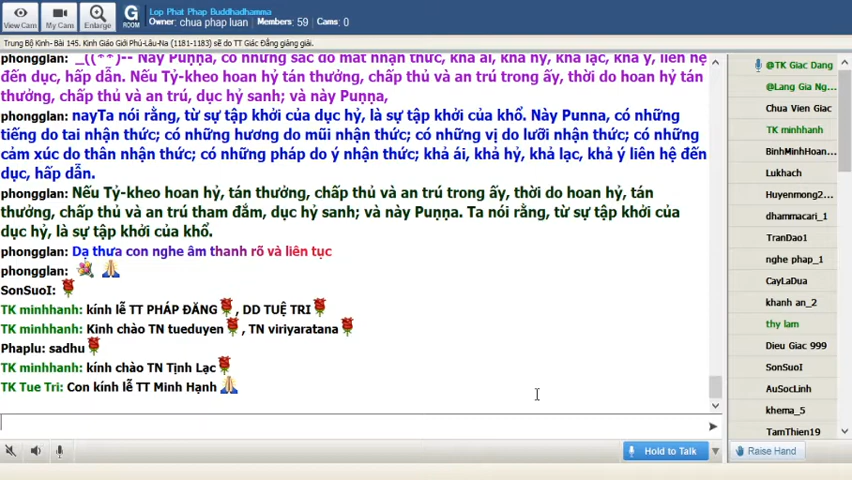 View Cam
My Cams
Enlarge
G
ROOM
Lop Phat Phap Buddhadhamma
Owner: chua phap luan Members: 59 Cams: 0
Trung Bộ Kinh- Bài 145. Kinh Giáo Giới Phú-Lâu-Na (1181-1183) sẽ do TT Giác Đẳng giảng giải.
phongglan: _((**)-- Này Puṇṇa, có những sắc do mắt nhận thức, khả ái, khả hỷ, khả lạc, khả ý, liên hệ
đến dục, hấp dẫn. Nếu Tỷ-kheo hoan hỷ tán thưởng, chấp thủ và an trú trong ấy, thời do hoan hỷ tán
thưởng, chấp thủ và an trú, dục hỷ sanh; và này Puṇṇa,
phongglan: nayTa nói rằng, từ sự tập khởi của dục hỷ, là sự tập khởi của khổ. Này Punna, có những
tiếng do tai nhận thức; có những hương do mũi nhận thức; có những vị do lưỡi nhận thức; có những
cảm xúc do thân nhận thức; có những pháp do ý nhận thức; khả ái, khả hỷ, khả lạc, khả ý liên hệ đến
dục, hấp dẫn.
phongglan: Nếu Tỷ-kheo hoan hỷ, tán thưởng, chấp thủ và an trú trong ấy, thời do hoan hỷ, tán
thưởng, chấp thủ và an trú tham đắm, dục hỷ sanh; và này Puṇṇa. Ta nói rằng, từ sự tập khởi của
dục hỷ, là sự tập khởi của khổ.
phongglan: Dạ thưa con nghe âm thanh rõ và liên tục
phongglan:
SonSuoI:
TK minhhanh: kính lễ TT PHÁP ĐĂNG , DD TUỆ TRI
TK minhhanh: Kinh chào TN tueduyen , TN viriyaratana
Phaplu: sadhu
TK minhhanh: kính chào TN Tịnh Lạc
TK Tue Tri: Con kính lễ TT Minh Hạnh
Hold to Talk
Raise Hand
@TK Giac Dang
@Lang Gia Ng...
Chua Vien Giac
TK minhhanh
BinhMinhHoan...
Lukhach
Huyenmong2...
dhammacari_1
TranDao1
nghe phap_1
CayLaDua
khanh an_2
thy lam
Dieu Giac 999
SonSuoI
AuSocLinh
khema_5
TamThien19